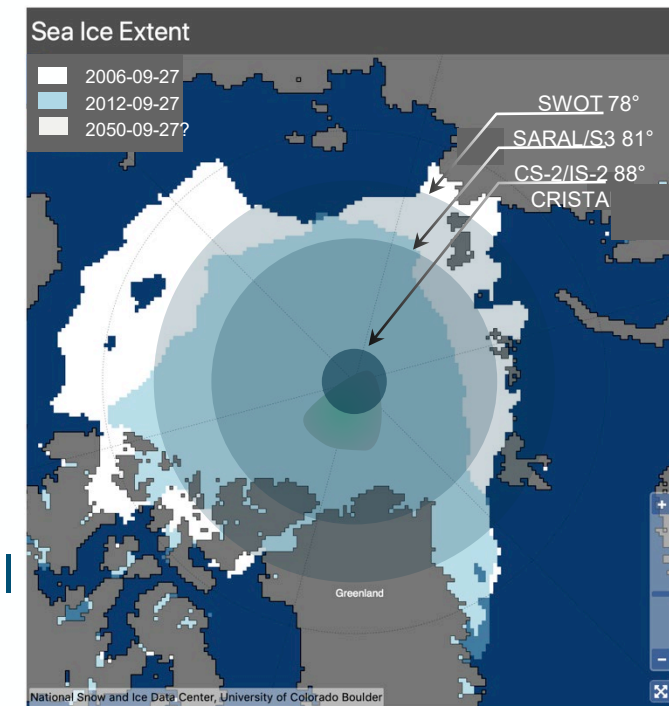 Sea Ice Extent
2006-09-27
2012-09-27
2050-09-27?
SWOT 78°
SARAL/S3 81°
CS-2/IS-2 88°
CRISTA
Greenland
+
−
National Snow and Ice Data Center, University of Colorado Boulder